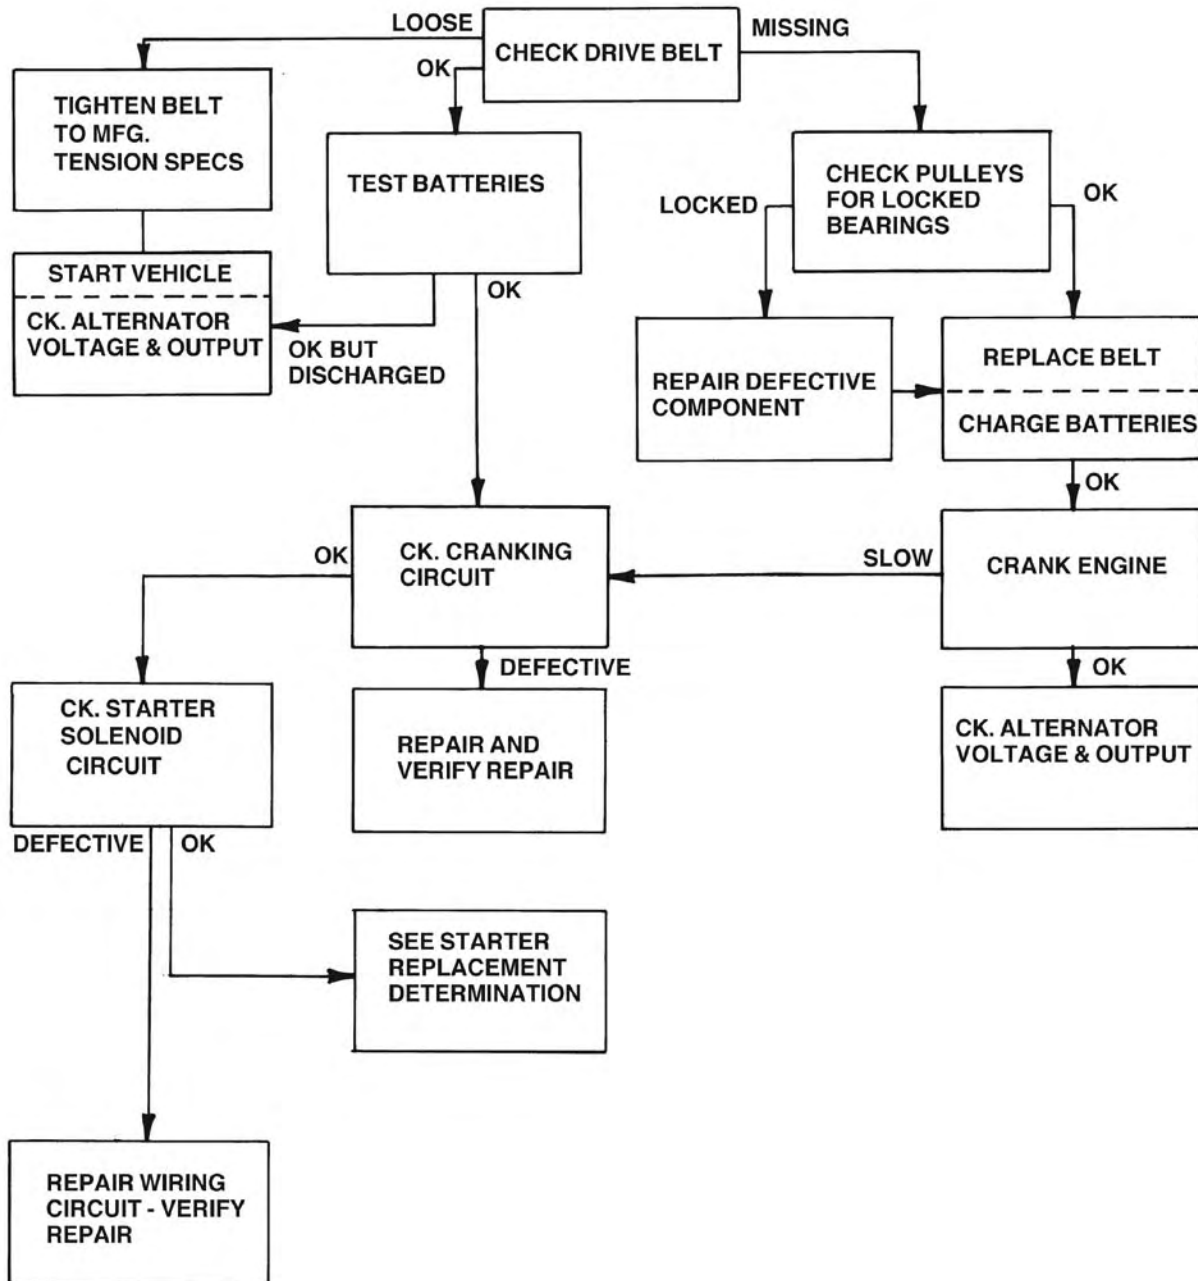 LOOSE
CHECK DRIVE BELT
MISSING
OK
TIGHTEN BELT
TO MFG.
TENSION SPECS
TEST BATTERIES
CHECK PULLEYS
FOR LOCKED
BEARINGS
LOCKED
OK
START VEHICLE
CK. ALTERNATOR
VOLTAGE & OUTPUT
OK BUT
DISCHARGED
OK
REPAIR DEFECTIVE
COMPONENT
REPLACE BELT
CHARGE BATTERIES
OK
OK
CK. CRANKING
CIRCUIT
SLOW
CRANK ENGINE
DEFECTIVE
OK
CK. STARTER
SOLENOID
CIRCUIT
REPAIR AND
VERIFY REPAIR
CK. ALTERNATOR
VOLTAGE & OUTPUT
DEFECTIVE
OK
SEE STARTER
REPLACEMENT
DETERMINATION
REPAIR WIRING
CIRCUIT - VERIFY
REPAIR